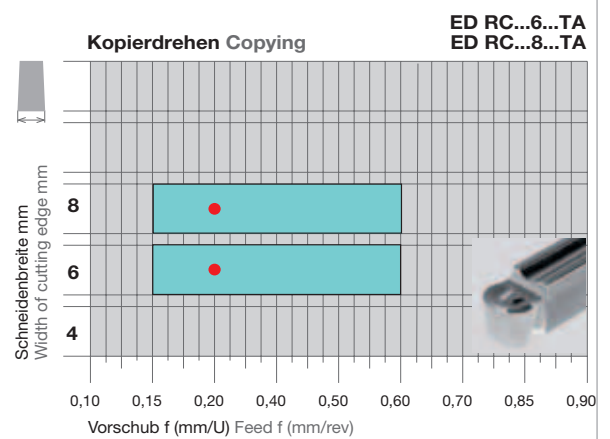 ED RC...6...TA
Kopierdrehen Copying ED RC...8...TA
Schneidenbreite mm
Width of cutting edge mm
8
6
4
0,10 0,15 0,20 0,40 0,50 0,60 0,70 0,85 0,90
Vorschub f (mm/U) Feed f (mm/rev)